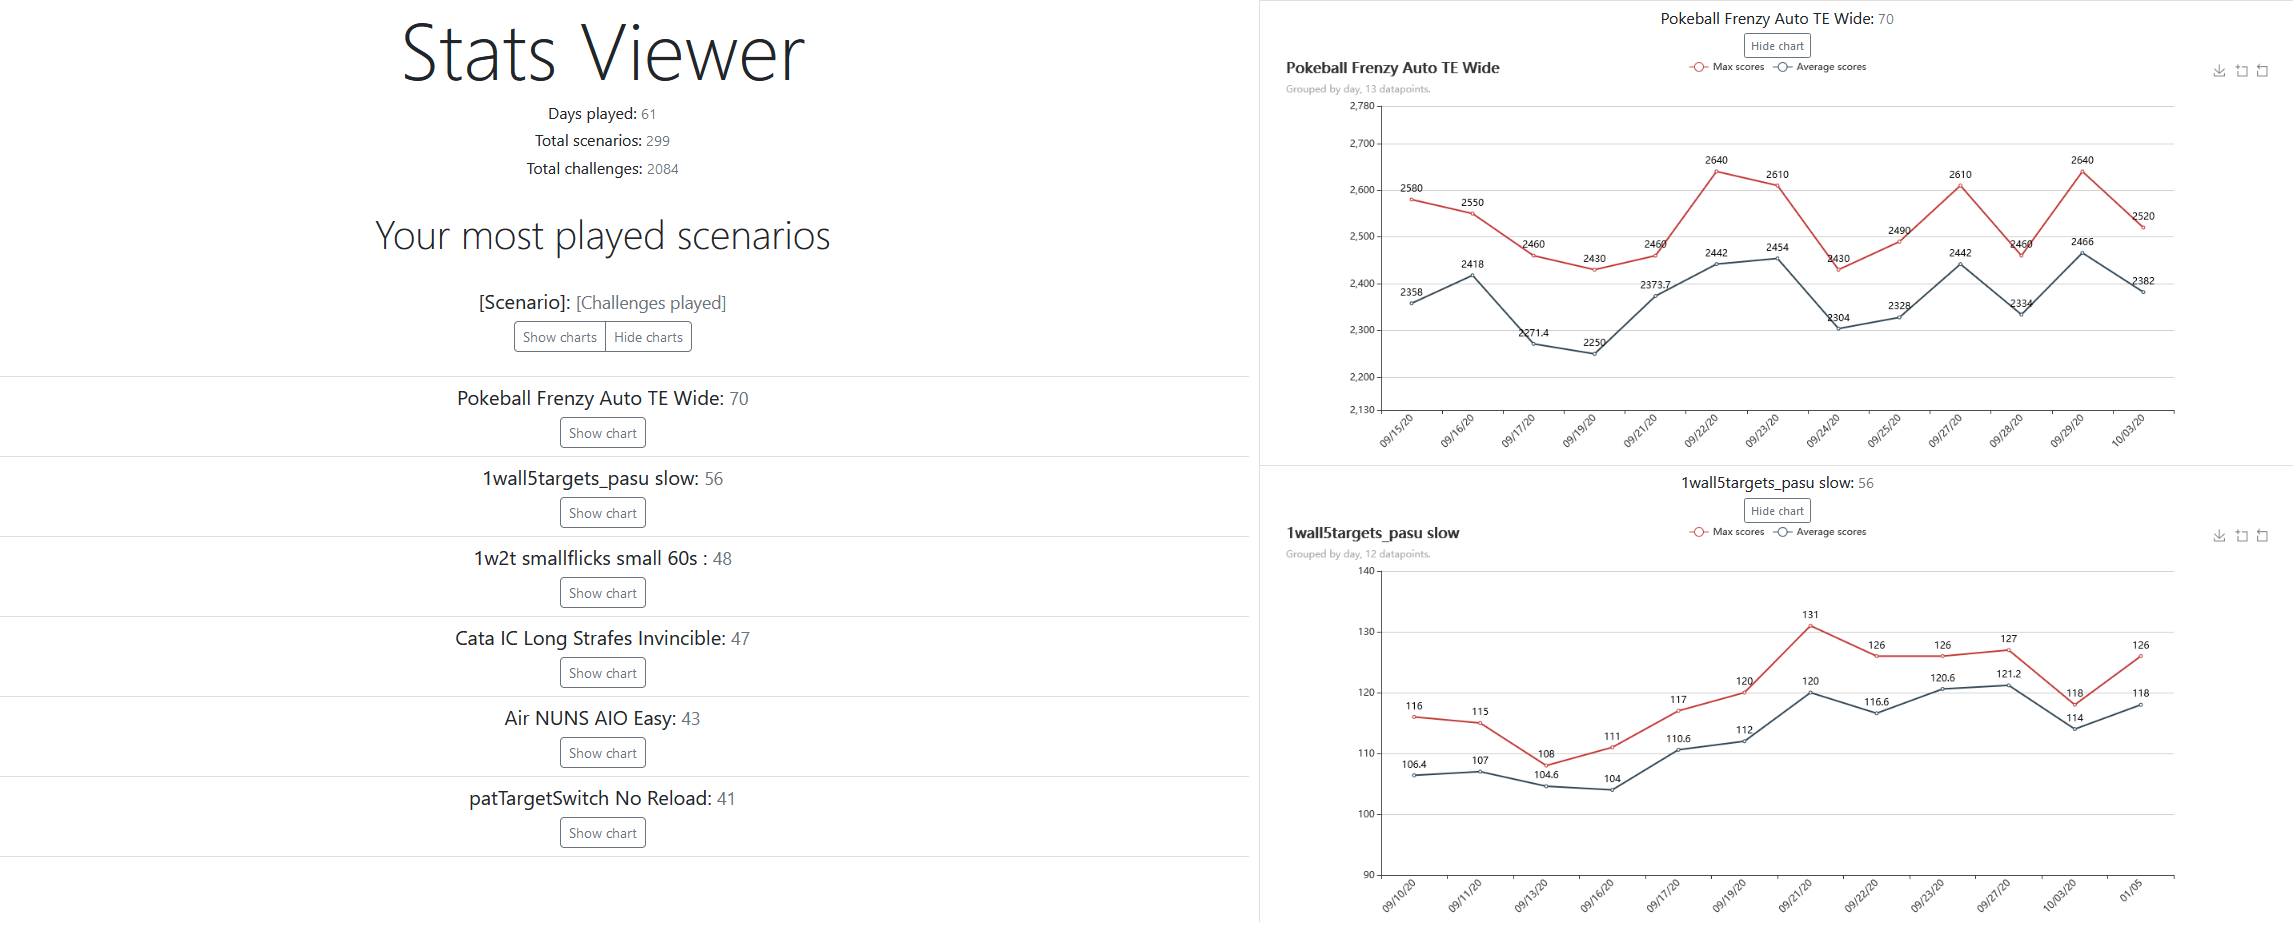 Stats Viewer
Days played: 61
Total scenarios: 299
Total challenges: 2084
Your most played scenarios
[Scenario]: [Challenges played]
Show charts Hide charts
Pokeball Frenzy Auto TE Wide: 70
Show chart
1wall5targets_pasu slow: 56
Show chart
1w2t smallflicks small 60s : 48
Show chart
Cata IC Long Strafes Invincible: 47
Show chart
Air NUNS AIO Easy: 43
Show chart
patTargetSwitch No Reload: 41
Show chart
Pokeball Frenzy Auto TE Wide: 70
Hide chart
Pokeball Frenzy Auto TE Wide
Max scores Average scores
Grouped by day, 13 datapoints.
2,780
2,700
2,600
2,500
2,400
2,300
2,200
2,130
2580 2550 2460 2430 2460 2640 2610 2430 2490 2610 2460 2640 2520
2358 2418 2271.4 2250 2373.7 2442 2454 2304 2328 2442 2334 2466 2382
09/15/20 09/16/20 09/17/20 09/19/20 09/21/20 09/22/20 09/23/20 09/24/20 09/25/20 09/27/20 09/28/20 09/29/20 10/03/20
1wall5targets_pasu slow: 56
Hide chart
1wall5targets_pasu slow
Max scores Average scores
Grouped by day, 12 datapoints.
140
130
120
110
100
90
116 115 108 111 117 120 131 126 126 127 118 126
106.4 107 104.6 104 110.6 112 120 116.6 120.6 121.2 114 118
09/10/20 09/11/20 09/13/20 09/16/20 09/17/20 09/19/20 09/21/20 09/22/20 09/23/20 09/27/20 10/03/20 01/05